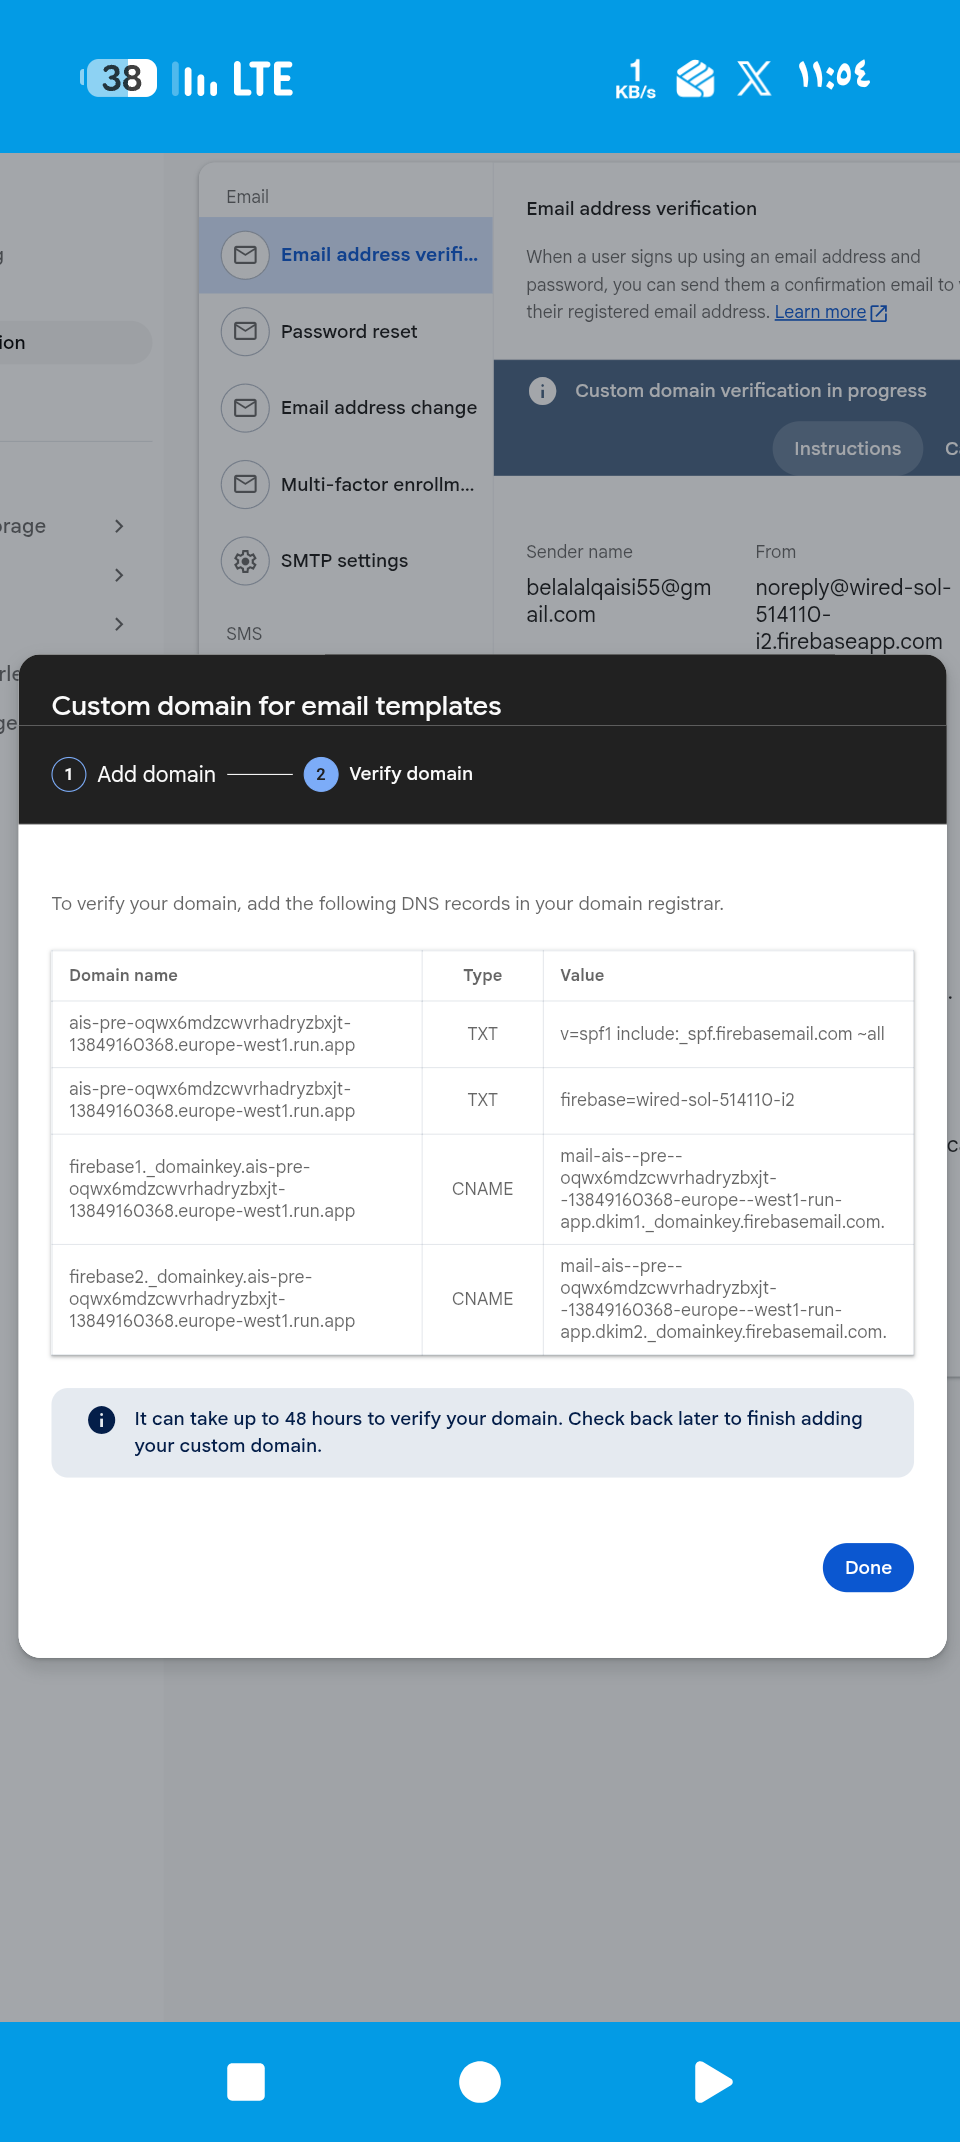 38 LTE
1
KB/s
١١:٥٤
Email
Email address verifi...
Password reset
Email address change
Multi-factor enrollm...
SMTP settings
SMS
ion
orage
Email address verification
When a user signs up using an email address and
password, you can send them a confirmation email to
their registered email address. Learn more
Custom domain verification in progress
Instructions
Sender name
belalalqaisi55@gm
ail.com
From
noreply@wired-sol-
514110-
i2.firebaseapp.com
Custom domain for email templates
1 Add domain 2 Verify domain
To verify your domain, add the following DNS records in your domain registrar.
Domain name Type Value
ais-pre-oqwx6mdzcwvrhadryzbxjt-
13849160368.europe-west1.run.app
TXT
v=spf1 include:_spf.firebasemail.com ~all
ais-pre-oqwx6mdzcwvrhadryzbxjt-
13849160368.europe-west1.run.app
TXT
firebase=wired-sol-514110-i2
firebase1._domainkey.ais-pre-
oqwx6mdzcwvrhadryzbxjt-
13849160368.europe-west1.run.app
CNAME
mail-ais--pre--
oqwx6mdzcwvrhadryzbxjt-
-13849160368-europe--west1-run-
app.dkim1._domainkey.firebasemail.com.
firebase2._domainkey.ais-pre-
oqwx6mdzcwvrhadryzbxjt-
13849160368.europe-west1.run.app
CNAME
mail-ais--pre--
oqwx6mdzcwvrhadryzbxjt-
-13849160368-europe--west1-run-
app.dkim2._domainkey.firebasemail.com.
It can take up to 48 hours to verify your domain. Check back later to finish adding
your custom domain.
Done